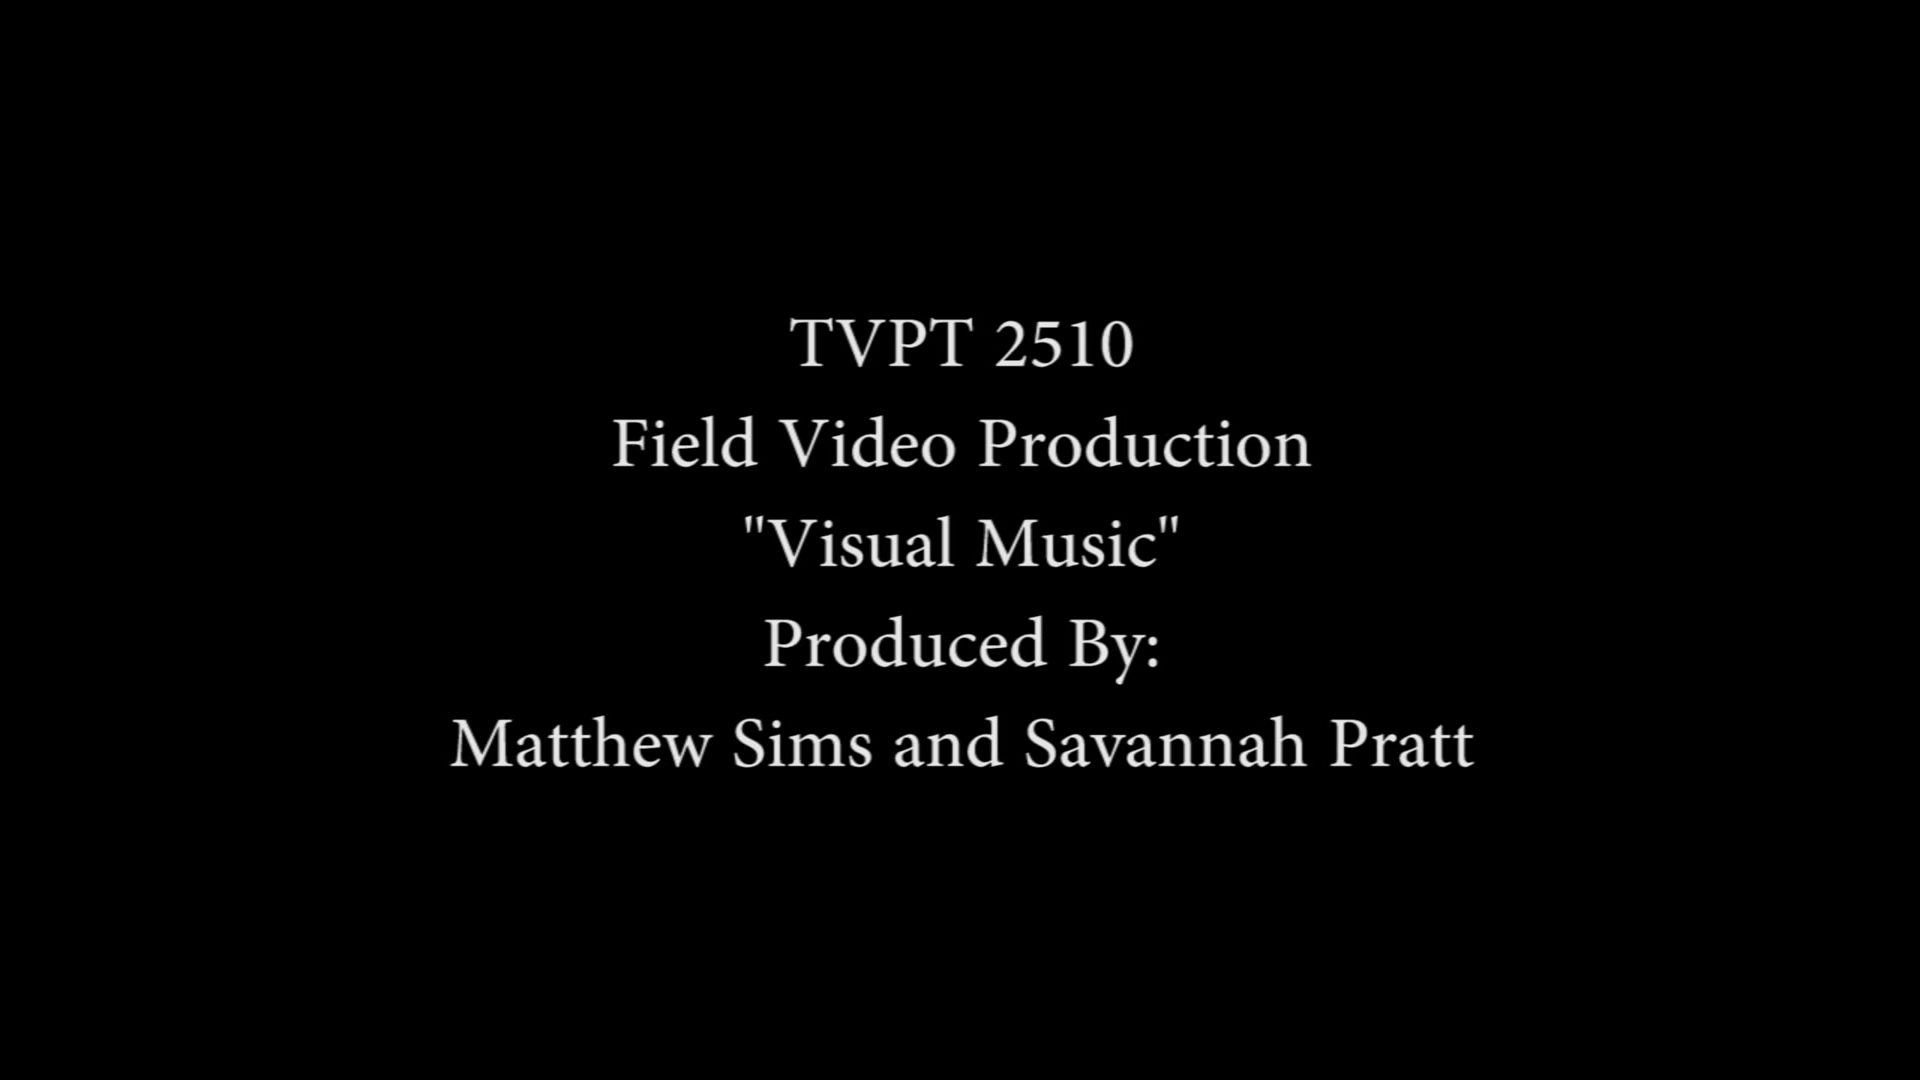 TVPT 2510
Field Video Production
"Visual Music"
Produced By:
Matthew Sims and Savannah Pratt